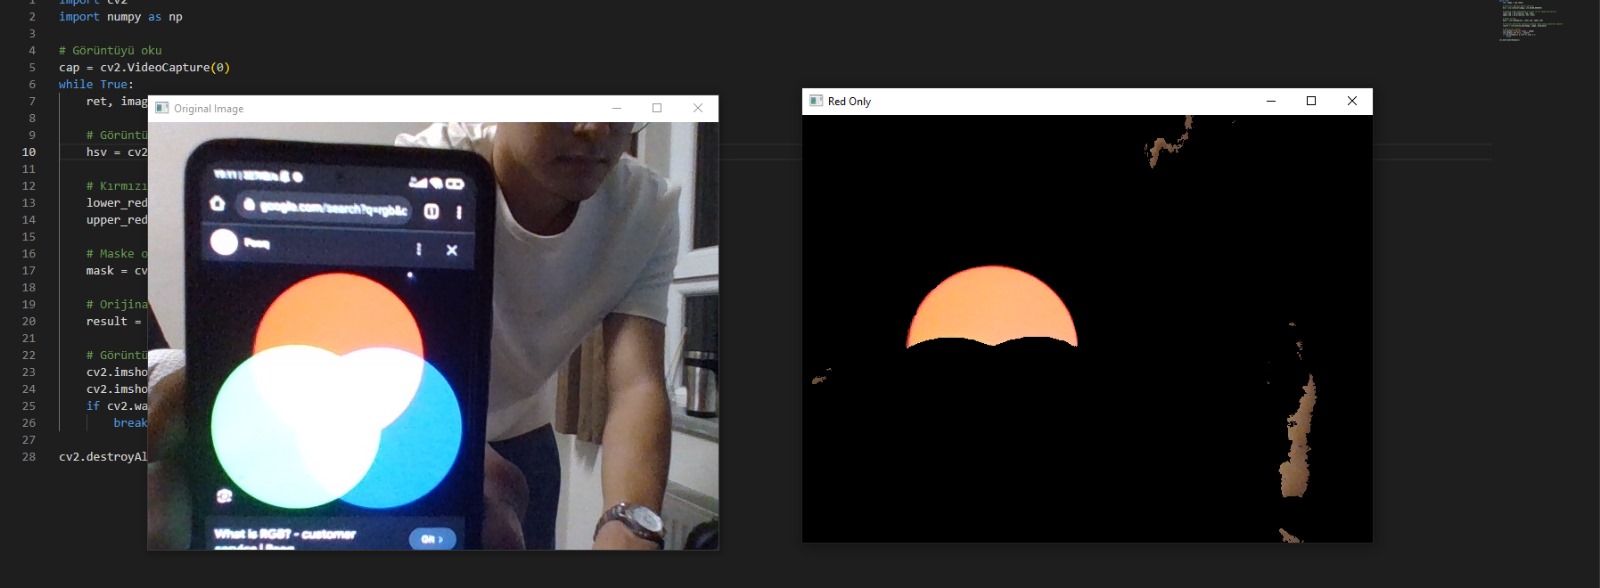 1 import cv2
2 import numpy as np
3
4 # Görüntüyü oku
5 cap = cv2.VideoCapture(0)
6 while True:
7 ret, imag
8
9 # Görüntü
10 hsv = cv2
11
12 # Kırmızı
13 lower_red
14 upper_red
15
16 # Maske o
17 mask = cv
18
19 # Orijina
20 result =
21
22 # Görüntü
23 cv2.imsho
24 cv2.imsho
25 if cv2.wa
26 break
27
28 cv2.destroyAl
Original Image
google.com/search?q=rgb&c
1
What is RGB? - customer
Git >
Red Only